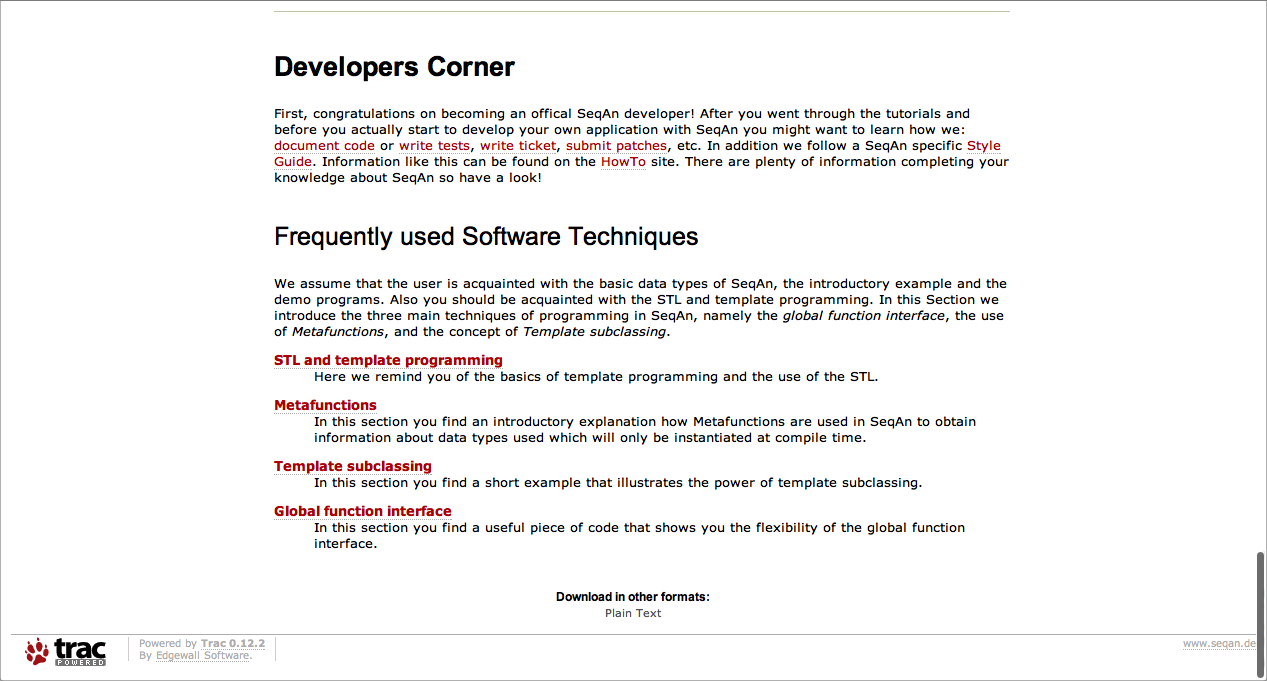 Developers Corner
First, congratulations on becoming an offical SeqAn developer! After you went through the tutorials and
before you actually start to develop your own application with SeqAn you might want to learn how we:
document code or write tests, write ticket, submit patches, etc. In addition we follow a SeqAn specific Style
Guide. Information like this can be found on the HowTo site. There are plenty of information completing your
knowledge about SeqAn so have a look!
Frequently used Software Techniques
We assume that the user is acquainted with the basic data types of SeqAn, the introductory example and the
demo programs. Also you should be acquainted with the STL and template programming. In this Section we
introduce the three main techniques of programming in SeqAn, namely the global function interface, the use
of Metafunctions, and the concept of Template subclassing.
STL and template programming
Here we remind you of the basics of template programming and the use of the STL.
Metafunctions
In this section you find an introductory explanation how Metafunctions are used in SeqAn to obtain
information about data types used which will only be instantiated at compile time.
Template subclassing
In this section you find a short example that illustrates the power of template subclassing.
Global function interface
In this section you find a useful piece of code that shows you the flexibility of the global function
interface.
Download in other formats:
Plain Text
trac
POWERED
Powered by Trac 0.12.2
By Edgewall Software.
www.seqan.de